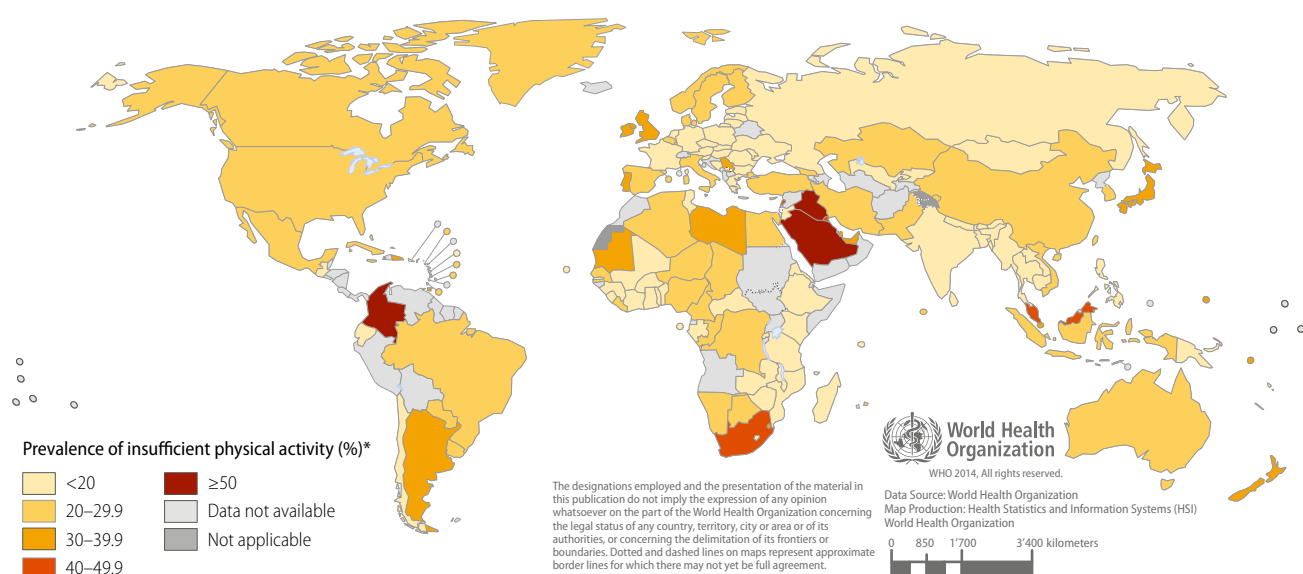 Prevalence of insufficient physical activity (%)*
<20
20–29.9
30–39.9
40–49.9
≥50
Data not available
Not applicable
The designations employed and the presentation of the material in
this publication do not imply the expression of any opinion
whatsoever on the part of the World Health Organization concerning
the legal status of any country, territory, city or area or of its
authorities, or concerning the delimitation of its frontiers or
boundaries. Dotted and dashed lines on maps represent approximate
border lines for which there may not yet be full agreement.
World Health
Organization
WHO 2014, All rights reserved.
Data Source: World Health Organization
Map Production: Health Statistics and Information Systems (HSI)
World Health Organization
0 850 1'700 3'400 kilometers